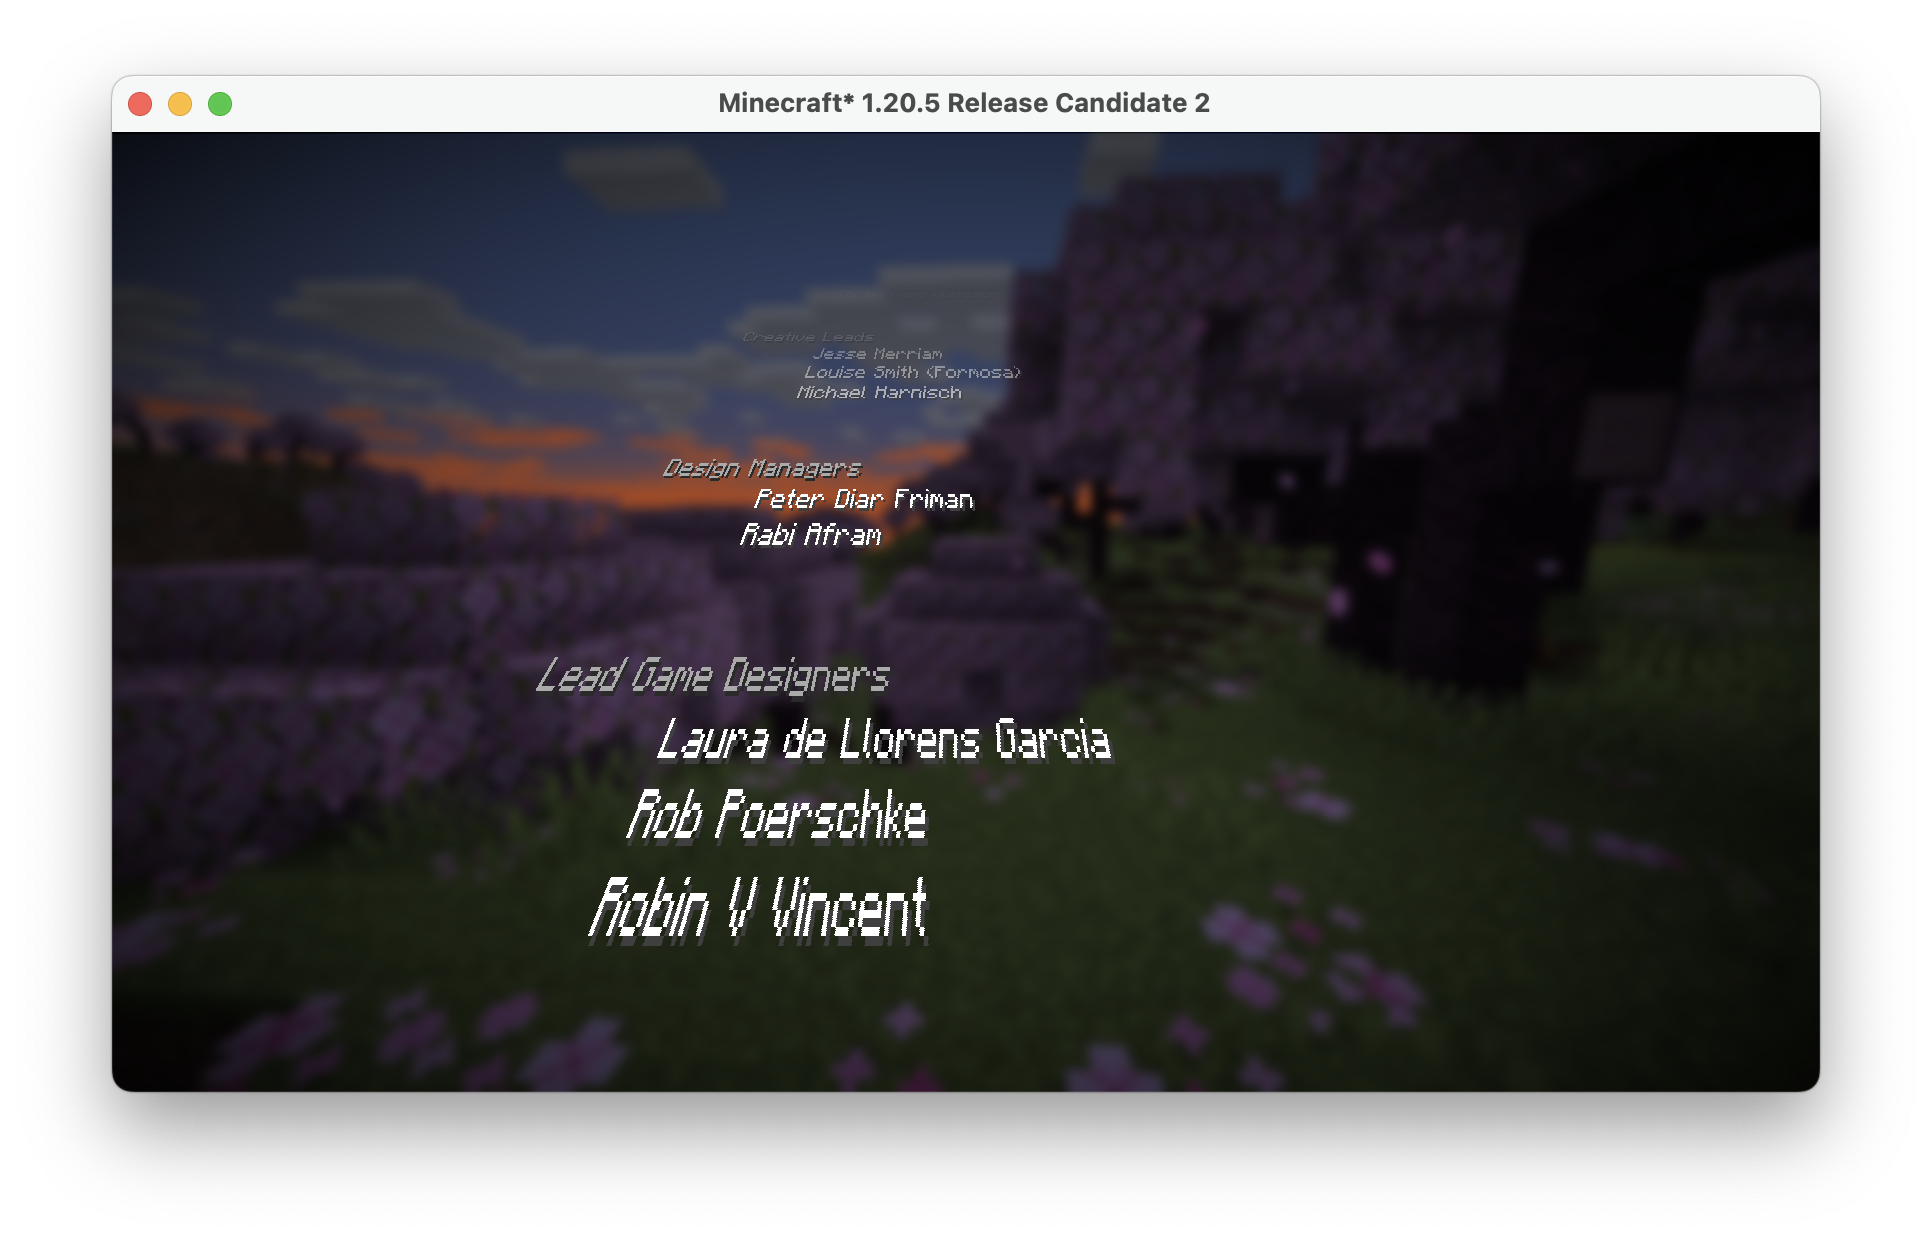 Minecraft* 1.20.5 Release Candidate 2
Creative Leads
Jesse Merriam
Louise Smith (Formosa)
Michael Harnisch
Design Managers
Peter Diar Friman
Rabi Afram
Lead Game Designers
Laura de Llorens Garcia
Rob Poerschke
Robin V Vincent